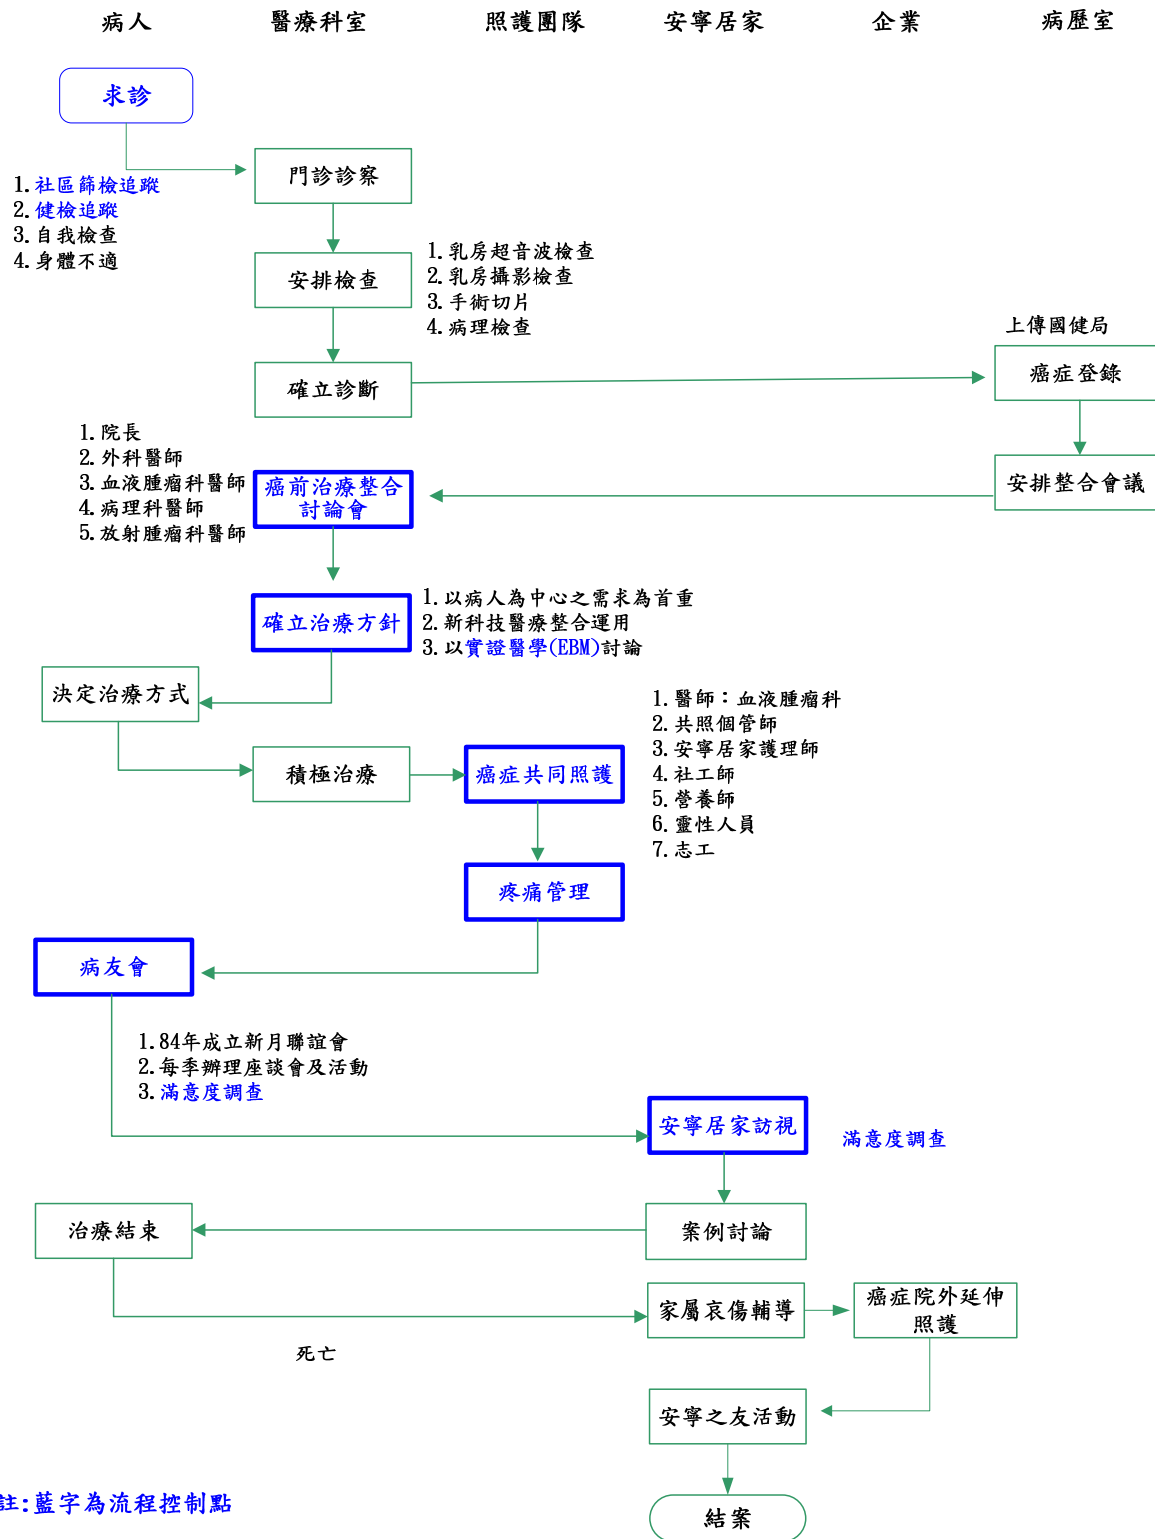 病人 醫療科室 照護團隊 安寧居家 企業 病歷室
求診
門診診察
1.社區篩檢追蹤
2.健檢追蹤
3.自我檢查
4.身體不適
安排檢查
1.乳房超音波檢查
2.乳房攝影檢查
3.手術切片
4.病理檢查
上傳國健局
確立診斷
癌症登錄
1.院長
2.外科醫師
3.血液腫瘤科醫師
4.病理科醫師
5.放射腫瘤科醫師
癌前治療整合
討論會
安排整合會議
確立治療方針
1.以病人為中心之需求為首重
2.新科技醫療整合運用
3.以實證醫學(EBM)討論
決定治療方式
1.醫師：血液腫瘤科
2.共照個管師
3.安寧居家護理師
4.社工師
5.營養師
6.靈性人員
7.志工
積極治療
癌症共同照護
疼痛管理
病友會
1.84年成立新月聯誼會
2.每季辦理座談會及活動
3.滿意度調查
安寧居家訪視
滿意度調查
治療結束
案例討論
家屬哀傷輔導
癌症院外延伸
照護
死亡
安寧之友活動
註:藍字為流程控制點
結案